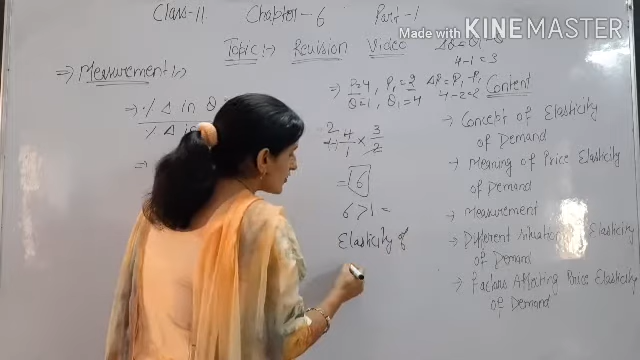 Class-11 Chapter-6 Part-1
Made with KINEMASTER
Topic:- Revision Video
4-1=3
⇒ Measurement:-
⇒ P=4, P₁=2 ΔP=P₁-P
Q=1, Q₁=4 4-2=2
Content
→ % Δ in Q
% Δ in
4/1 × 3/2
= 6
6>1 =
Elasticity of
→ Concept of Elasticity
of Demand
→ Meaning of Price Elasticity
of Demand
→ Measurement
→ Different Situation Elasticity
of Demand
→ Factors Affecting Price Elasticity
of Demand